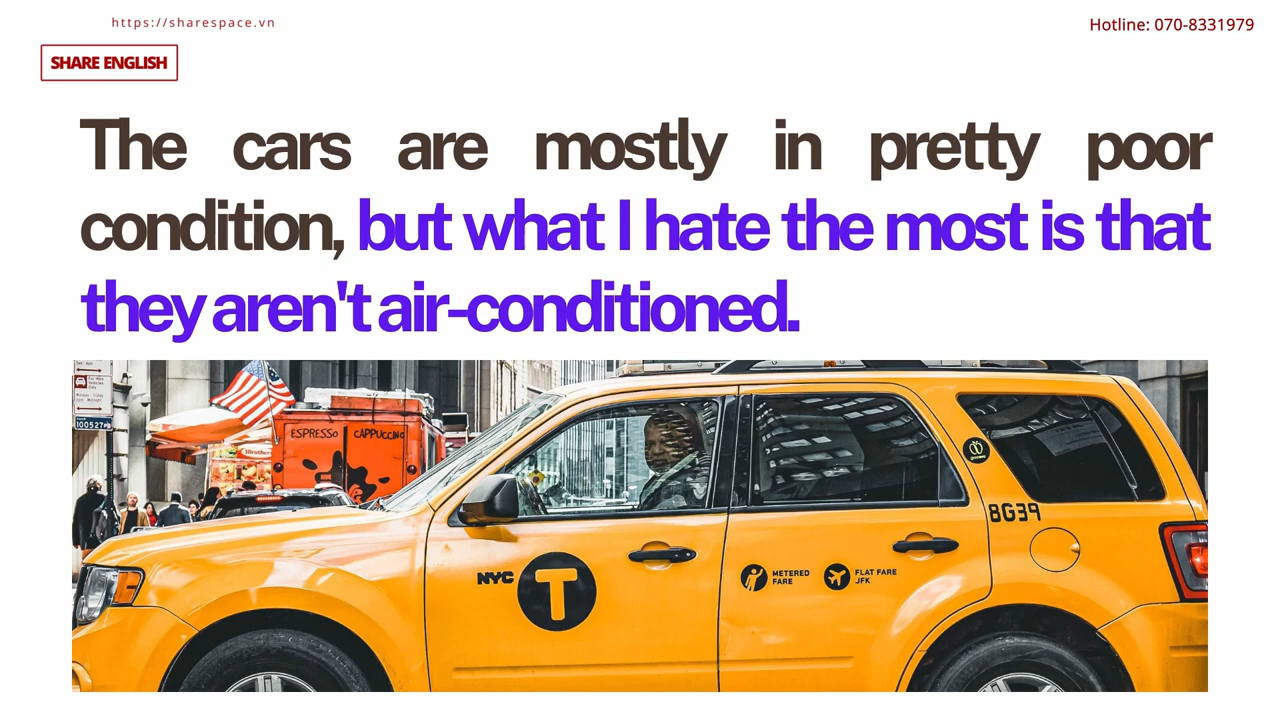 https://sharespace.vn
Hotline: 070-8331979
SHARE ENGLISH
The cars are mostly in pretty poor
condition, but what I hate the most is that
they aren't air-conditioned.
100527
ESPRESSO CAPPUCCINO
8G39
NYC T
METERED
FARE
FLAT FARE
JFK